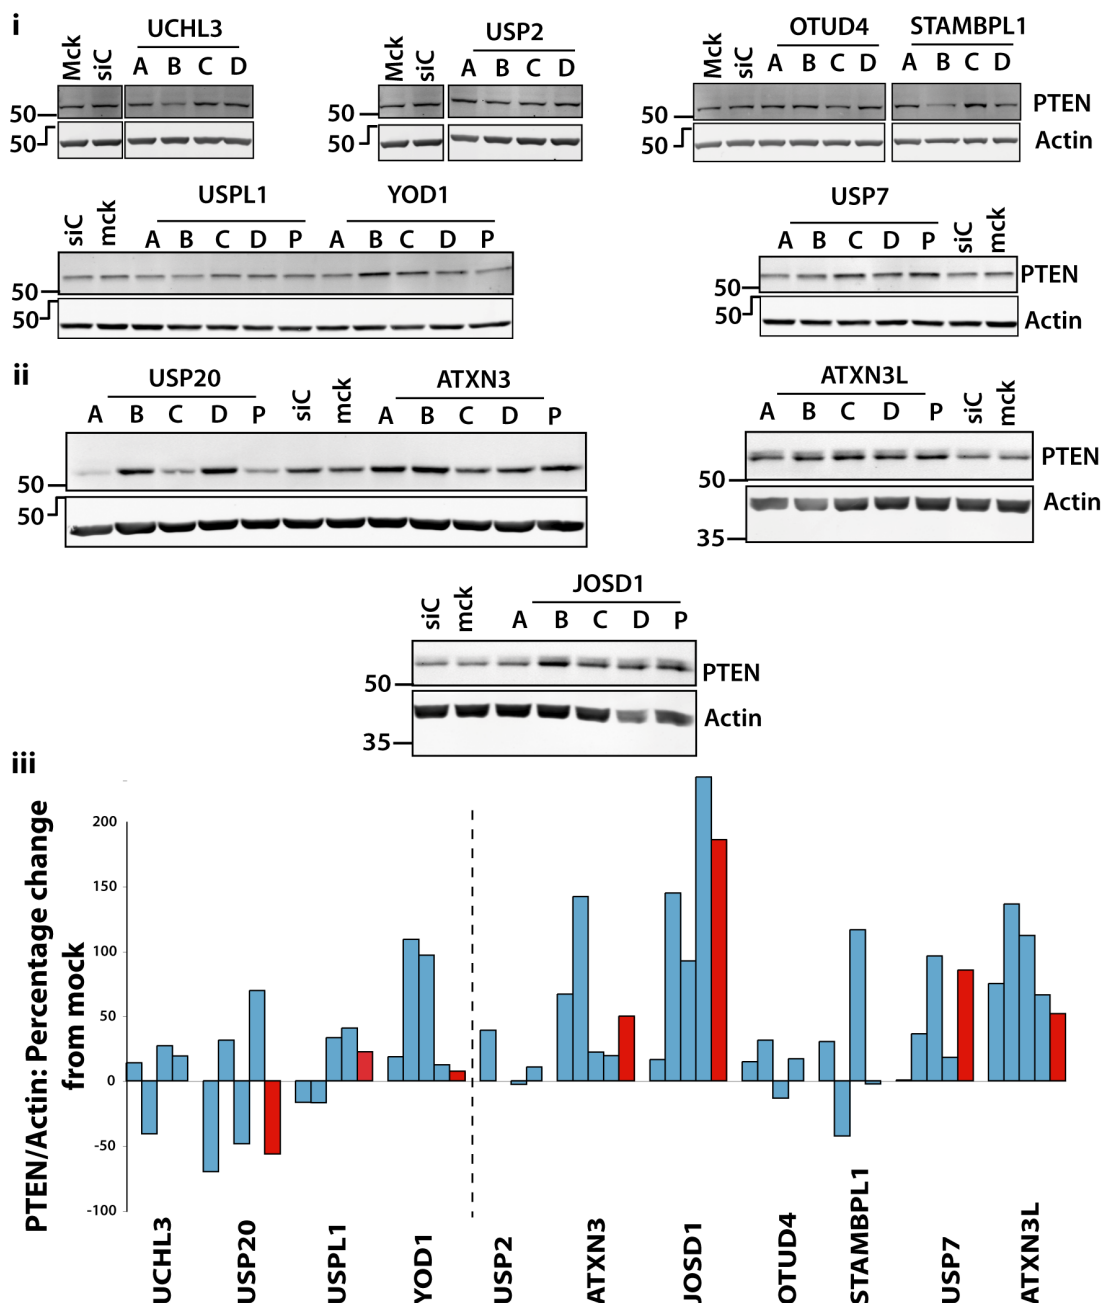 i
UCHL3
USP2
OTUD4 STAMBPL1
Mck siC A B C D
Mck siC A B C D
Mck siC A B C D A B C D
50 50 50 PTEN
50 50 50 Actin
USPL1 YOD1
USP7
siC mck A B C D P A B C D P
A B C D P siC mck
50 50 PTEN
50 50 Actin
ii
USP20 ATXN3
ATXN3L
A B C D P siC mck A B C D P
A B C D P siC mck
50 50 PTEN
50 Actin
35
JOSD1
siC mck A B C D P
50 PTEN
Actin
35
iii
PTEN/Actin: Percentage change
from mock
200
150
100
50
0
-50
-100
UCHL3 USP20 USPL1 YOD1 USP2 ATXN3 JOSD1 OTUD4 STAMBPL1 USP7 ATXN3L